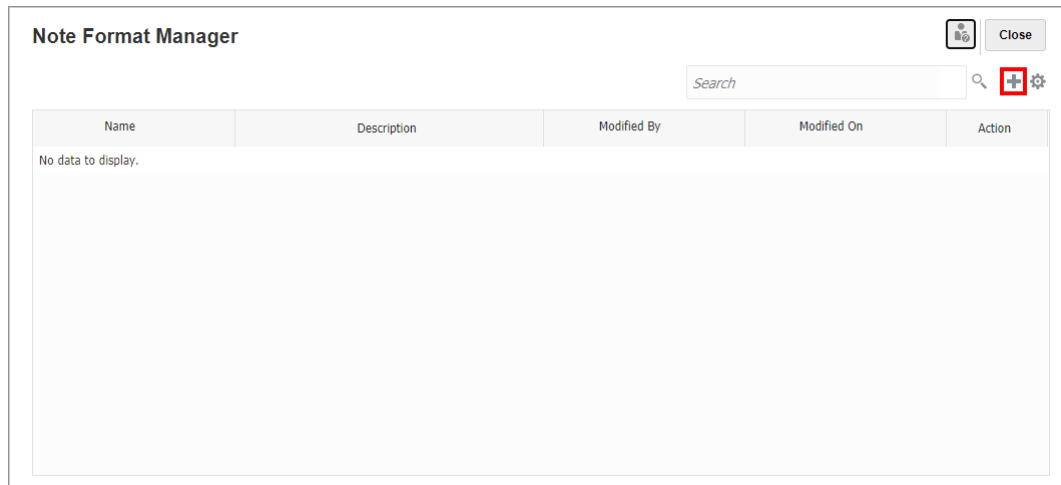 Note Format Manager
Close
Search
Name Description Modified By Modified On Action
No data to display.